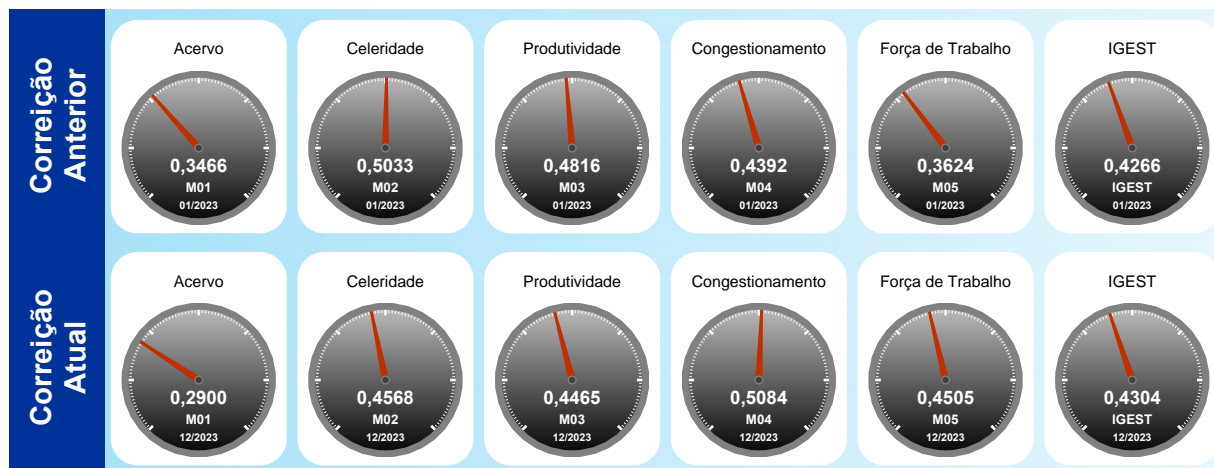 Correição
Anterior
Acervo
0,3466
M01
01/2023
Celeridade
0,5033
M02
01/2023
Produtividade
0,4816
M03
01/2023
Congestionamento
0,4392
M04
01/2023
Força de Trabalho
0,3624
M05
01/2023
IGEST
0,4266
IGEST
01/2023
Correição
Atual
Acervo
0,2900
M01
12/2023
Celeridade
0,4568
M02
12/2023
Produtividade
0,4465
M03
12/2023
Congestionamento
0,5084
M04
12/2023
Força de Trabalho
0,4505
M05
12/2023
IGEST
0,4304
IGEST
12/2023